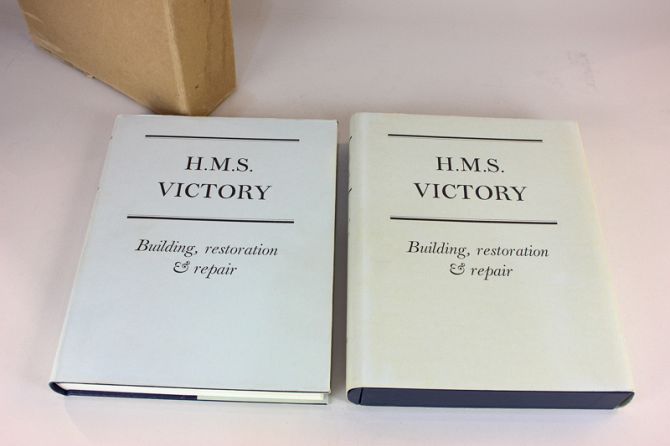 H.M.S.
VICTORY
Building, restoration
& repair
H.M.S.
VICTORY
Building, restoration
& repair